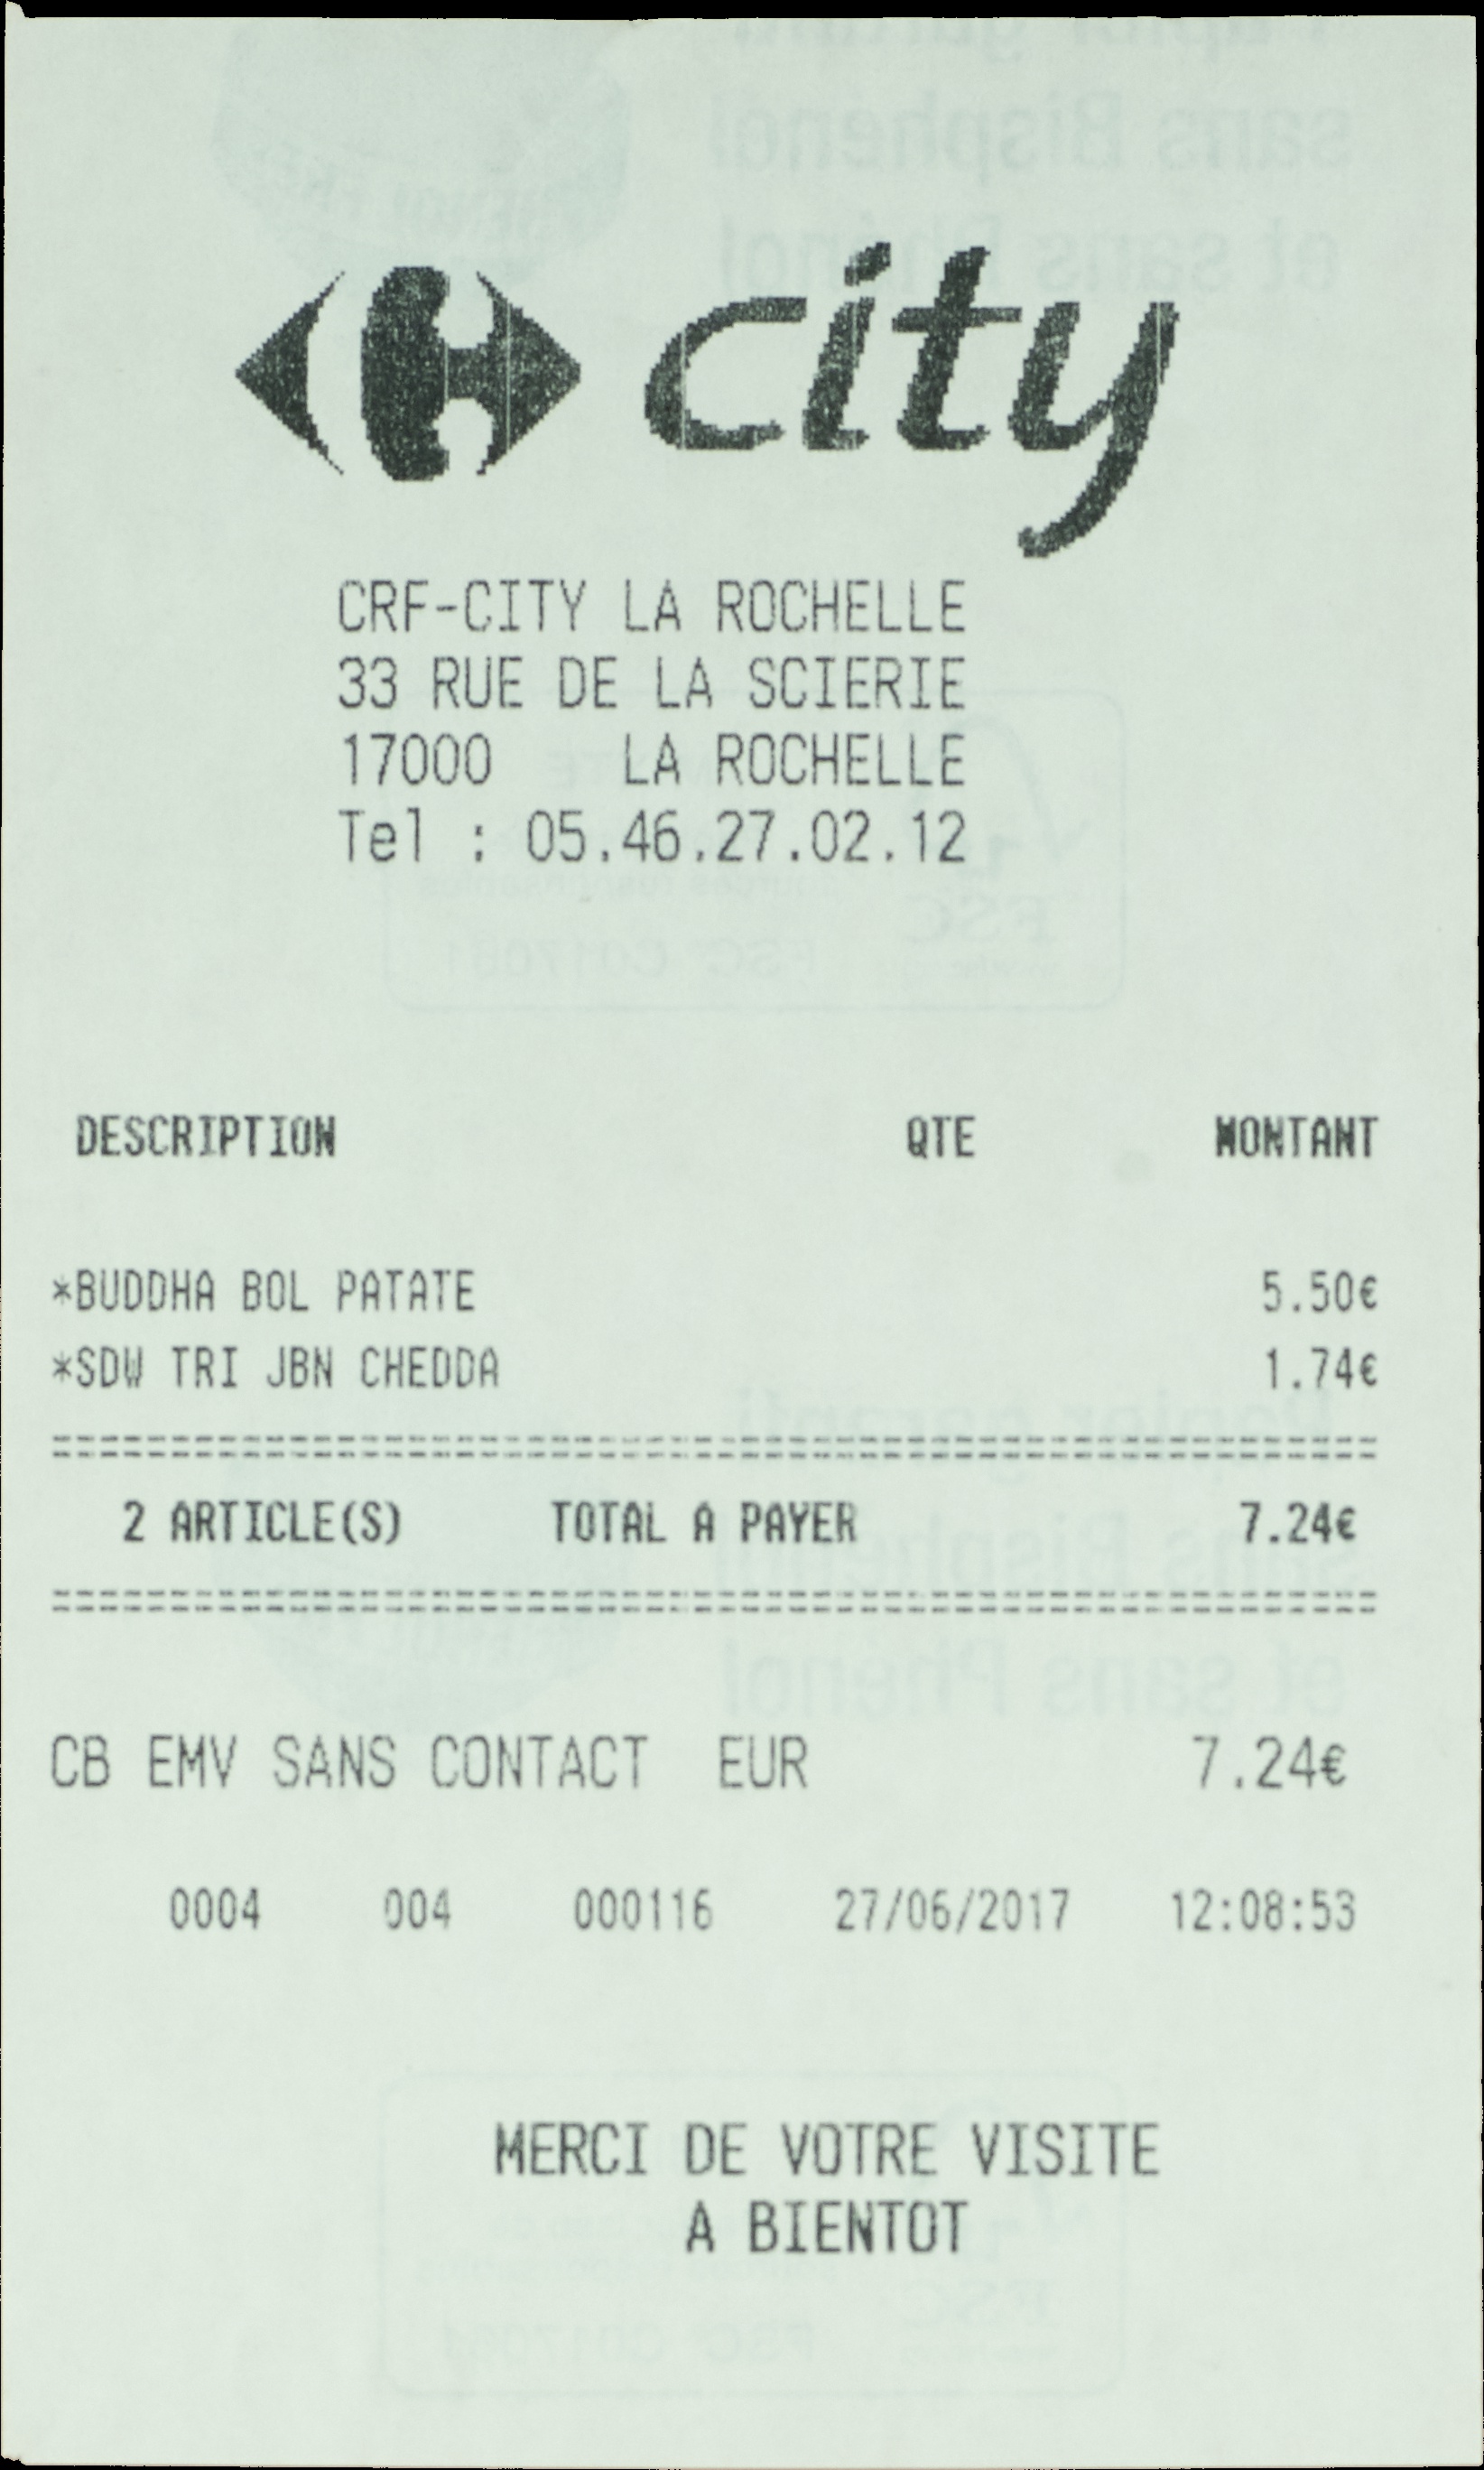 city
CRF-CITY LA ROCHELLE
33 RUE DE LA SCIERIE
17000 LA ROCHELLE
Tel : 05.46.27.02.12
DESCRIPTION QTE MONTANT
*BUDDHA BOL PATATE 5.50€
*SDW TRI JBN CHEDDA 1.74€
================================================
2 ARTICLE(S) TOTAL A PAYER 7.24€
================================================
CB EMV SANS CONTACT EUR 7.24€
0004 004 000116 27/06/2017 12:08:53
MERCI DE VOTRE VISITE
A BIENTOT